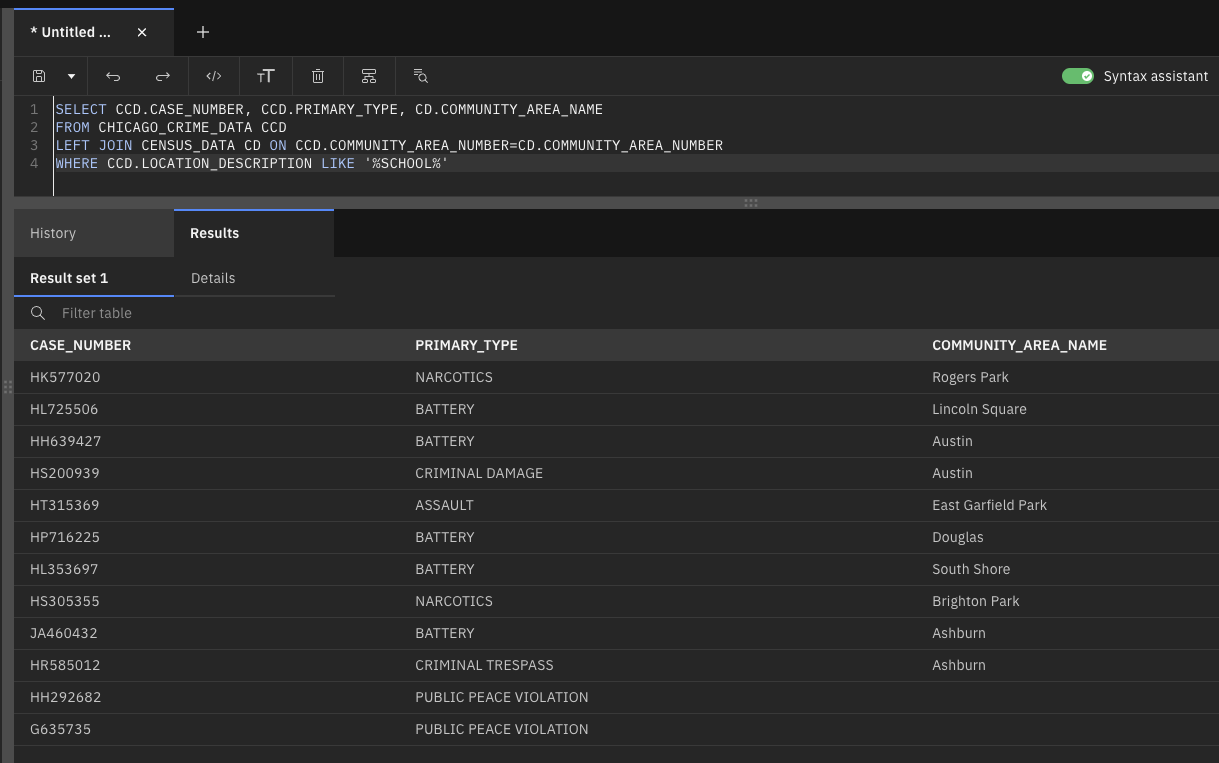 * Untitled ...
Syntax assistant
1 SELECT CCD.CASE_NUMBER, CCD.PRIMARY_TYPE, CD.COMMUNITY_AREA_NAME
2 FROM CHICAGO_CRIME_DATA CCD
3 LEFT JOIN CENSUS_DATA CD ON CCD.COMMUNITY_AREA_NUMBER=CD.COMMUNITY_AREA_NUMBER
4 WHERE CCD.LOCATION_DESCRIPTION LIKE '%SCHOOL%'
History Results
Result set 1 Details
Filter table
CASE_NUMBER PRIMARY_TYPE COMMUNITY_AREA_NAME
HK577020 NARCOTICS Rogers Park
HL725506 BATTERY Lincoln Square
HH639427 BATTERY Austin
HS200939 CRIMINAL DAMAGE Austin
HT315369 ASSAULT East Garfield Park
HP716225 BATTERY Douglas
HL353697 BATTERY South Shore
HS305355 NARCOTICS Brighton Park
JA460432 BATTERY Ashburn
HR585012 CRIMINAL TRESPASS Ashburn
HH292682 PUBLIC PEACE VIOLATION
G635735 PUBLIC PEACE VIOLATION